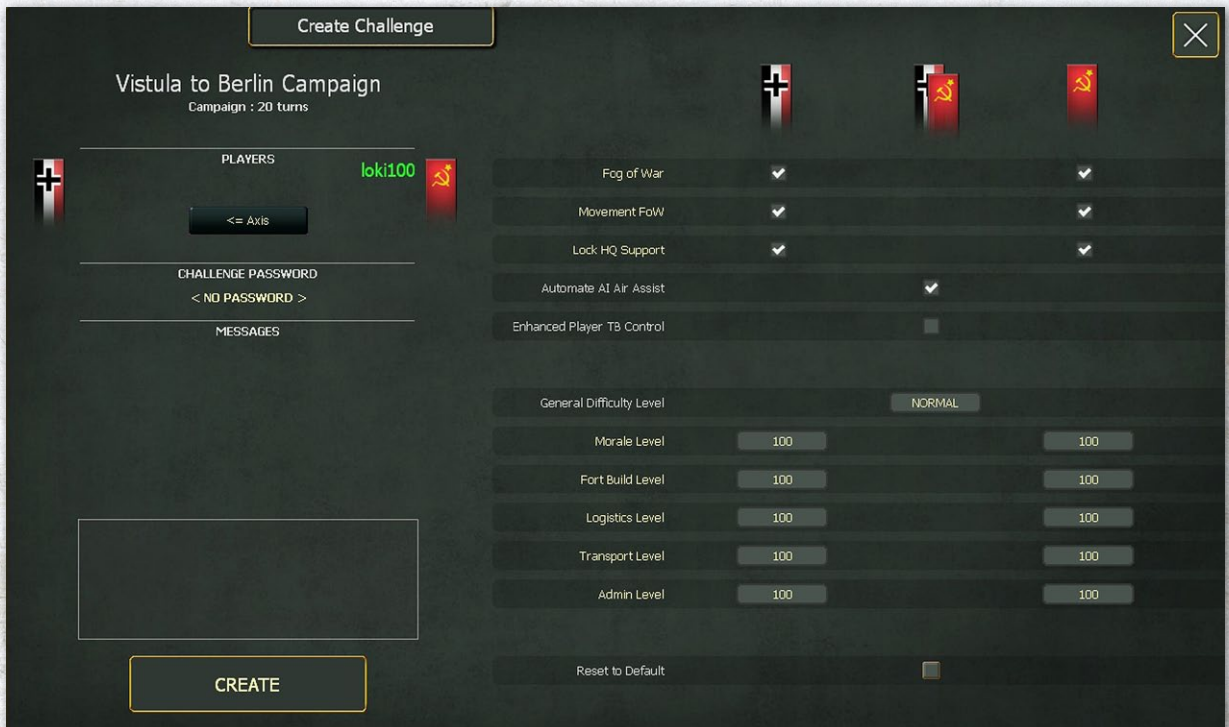 Create Challenge
Vistula to Berlin Campaign
Campaign : 20 turns
PLAYERS
loki100
<= Axis
CHALLENGE PASSWORD
< NO PASSWORD >
MESSAGES
CREATE
Fog of War
Movement FoW
Lock HQ Support
Automate AI Air Assist
Enhanced Player TB Control
General Difficulty Level NORMAL
Morale Level 100 100
Fort Build Level 100 100
Logistics Level 100 100
Transport Level 100 100
Admin Level 100 100
Reset to Default